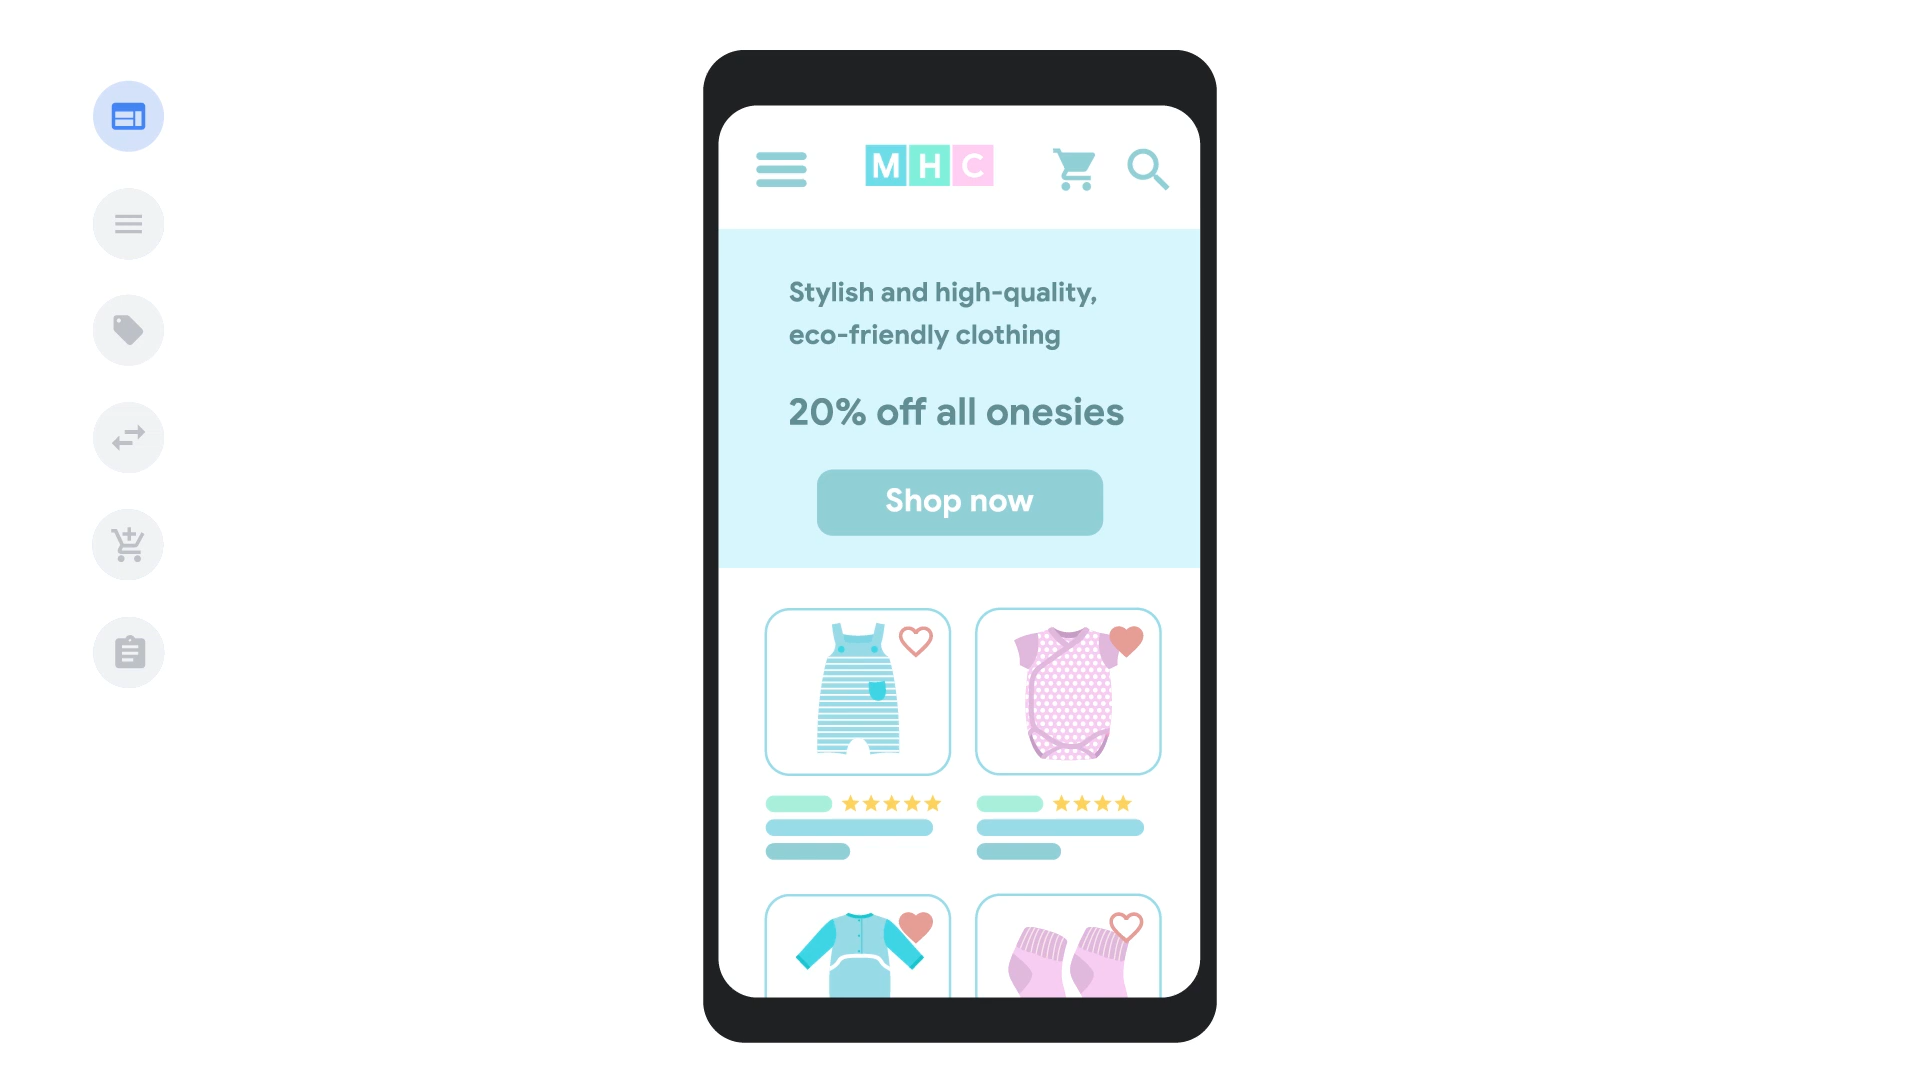 MHC
Stylish and high-quality,
eco-friendly clothing
20% off all onesies
Shop now